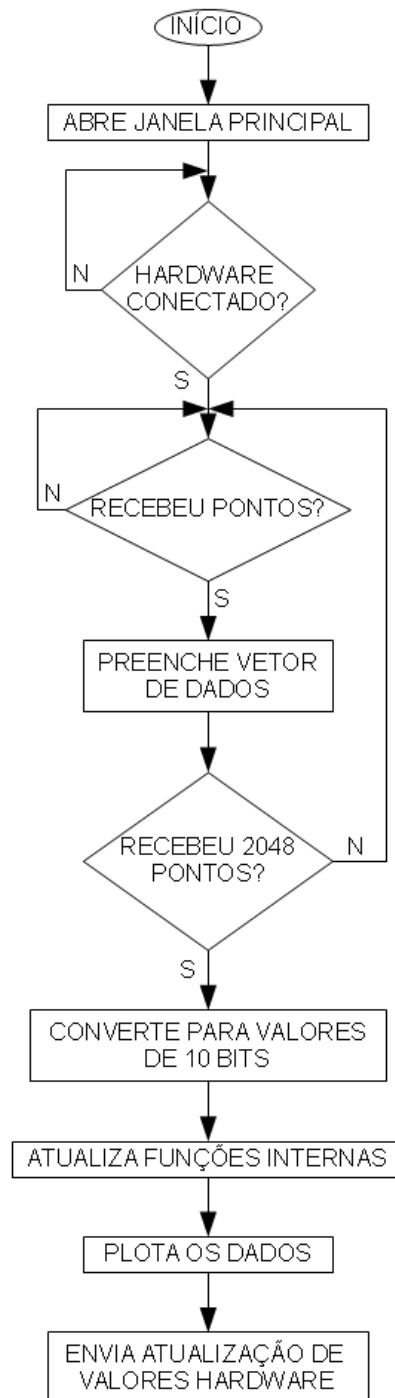 INÍCIO
ABRE JANELA PRINCIPAL
N
HARDWARE
CONECTADO?
S
N
RECEBEU PONTOS?
S
PREENCHE VETOR
DE DADOS
RECEBEU 2048
PONTOS?
N
S
CONVERTE PARA VALORES
DE 10 BITS
ATUALIZA FUNÇÕES INTERNAS
PLOTA OS DADOS
ENVIA ATUALIZAÇÃO DE
VALORES HARDWARE